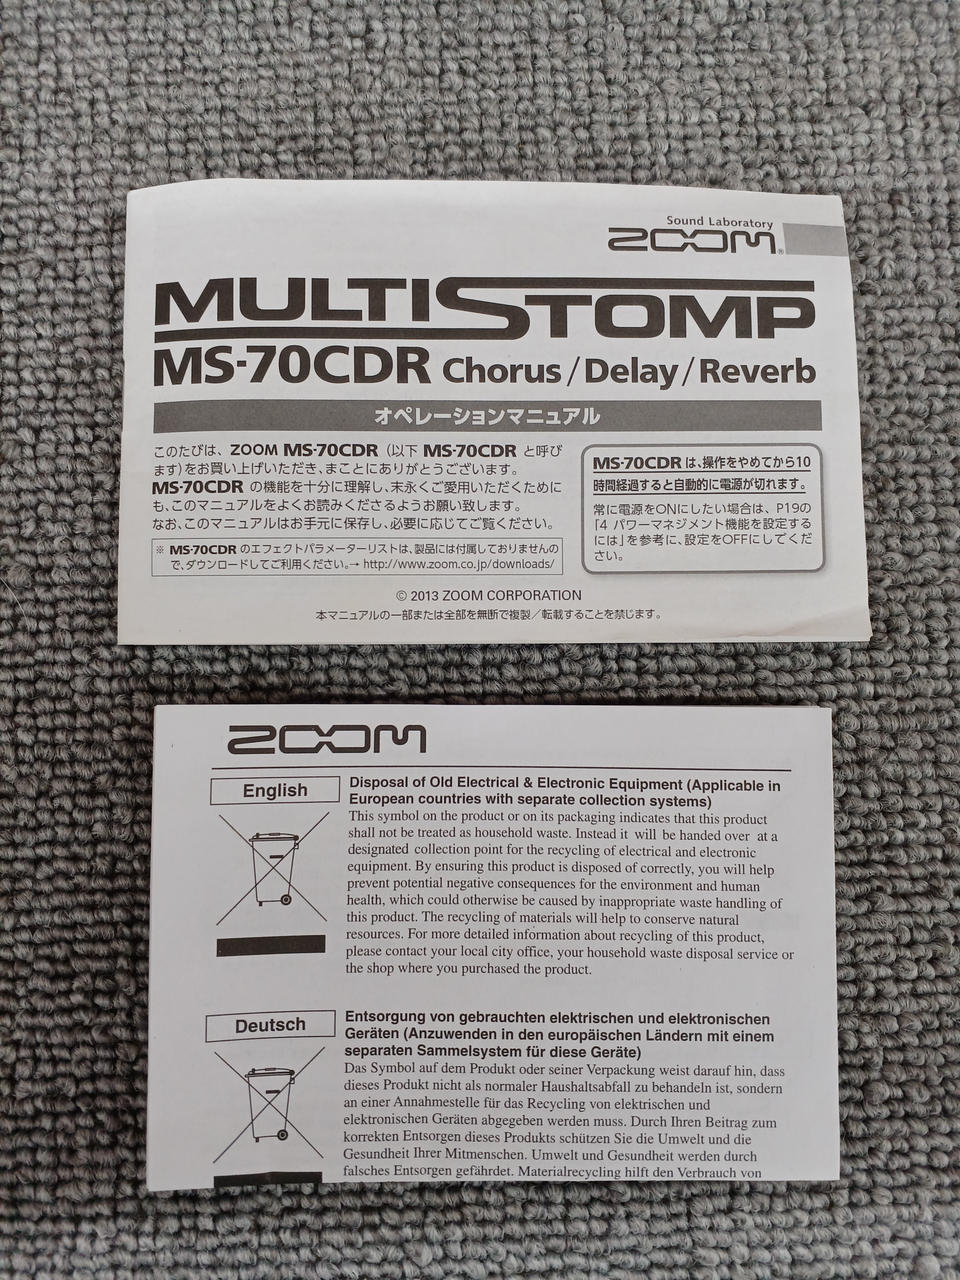 Sound Laboratory
ZOOM®
MULTISTOMP
MS-70CDR Chorus / Delay / Reverb
オペレーションマニュアル
このたびは、ZOOM MS-70CDR（以下 MS-70CDR と呼び
ます）をお買い上げいただき、まことにありがとうございます。
MS-70CDR の機能を十分に理解し、末永くご愛用いただくために
も、このマニュアルをよくお読みくださるようお願い致します。
なお、このマニュアルはお手元に保存し、必要に応じてご覧ください。
※ MS-70CDR のエフェクトパラメーターリストは、製品には付属しておりませんの
で、ダウンロードしてご利用ください。→ http://www.zoom.co.jp/downloads/
MS-70CDR は、操作をやめてから10
時間経過すると自動的に電源が切れます。
常に電源をONにしたい場合は、P19の
「4 パワーマネジメント機能を設定する
には」を参考に、設定をOFFにしてくだ
さい。
© 2013 ZOOM CORPORATION
本マニュアルの一部または全部を無断で複製／転載することを禁じます。
ZOOM
English
Disposal of Old Electrical & Electronic Equipment (Applicable in
European countries with separate collection systems)
This symbol on the product or on its packaging indicates that this product
shall not be treated as household waste. Instead it will be handed over at a
designated collection point for the recycling of electrical and electronic
equipment. By ensuring this product is disposed of correctly, you will help
prevent potential negative consequences for the environment and human
health, which could otherwise be caused by inappropriate waste handling of
this product. The recycling of materials will help to conserve natural
resources. For more detailed information about recycling of this product,
please contact your local city office, your household waste disposal service or
the shop where you purchased the product.
Deutsch
Entsorgung von gebrauchten elektrischen und elektronischen
Geräten (Anzuwenden in den europäischen Ländern mit einem
separaten Sammelsystem für diese Geräte)
Das Symbol auf dem Produkt oder seiner Verpackung weist darauf hin, dass
dieses Produkt nicht als normaler Haushaltsabfall zu behandeln ist, sondern
an einer Annahmestelle für das Recycling von elektrischen und
elektronischen Geräten abgegeben werden muss. Durch Ihren Beitrag zum
korrekten Entsorgen dieses Produkts schützen Sie die Umwelt und die
Gesundheit Ihrer Mitmenschen. Umwelt und Gesundheit werden durch
falsches Entsorgen gefährdet. Materialrecycling hilft den Verbrauch von